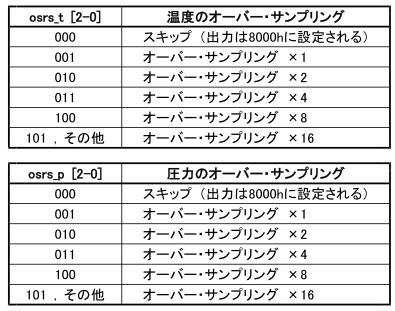 osrs_t [2-0] 温度のオーバー・サンプリング
000 スキップ (出力は8000hに設定される)
001 オーバー・サンプリング ×1
010 オーバー・サンプリング ×2
011 オーバー・サンプリング ×4
100 オーバー・サンプリング ×8
101 , その他 オーバー・サンプリング ×16
osrs_p [2-0] 圧力のオーバー・サンプリング
000 スキップ (出力は8000hに設定される)
001 オーバー・サンプリング ×1
010 オーバー・サンプリング ×2
011 オーバー・サンプリング ×4
100 オーバー・サンプリング ×8
101 , その他 オーバー・サンプリング ×16